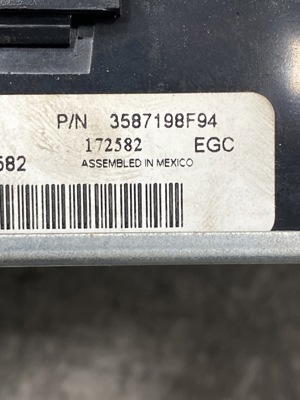 P/N 3587198F94
172582 EGC
582 ASSEMBLED IN MEXICO